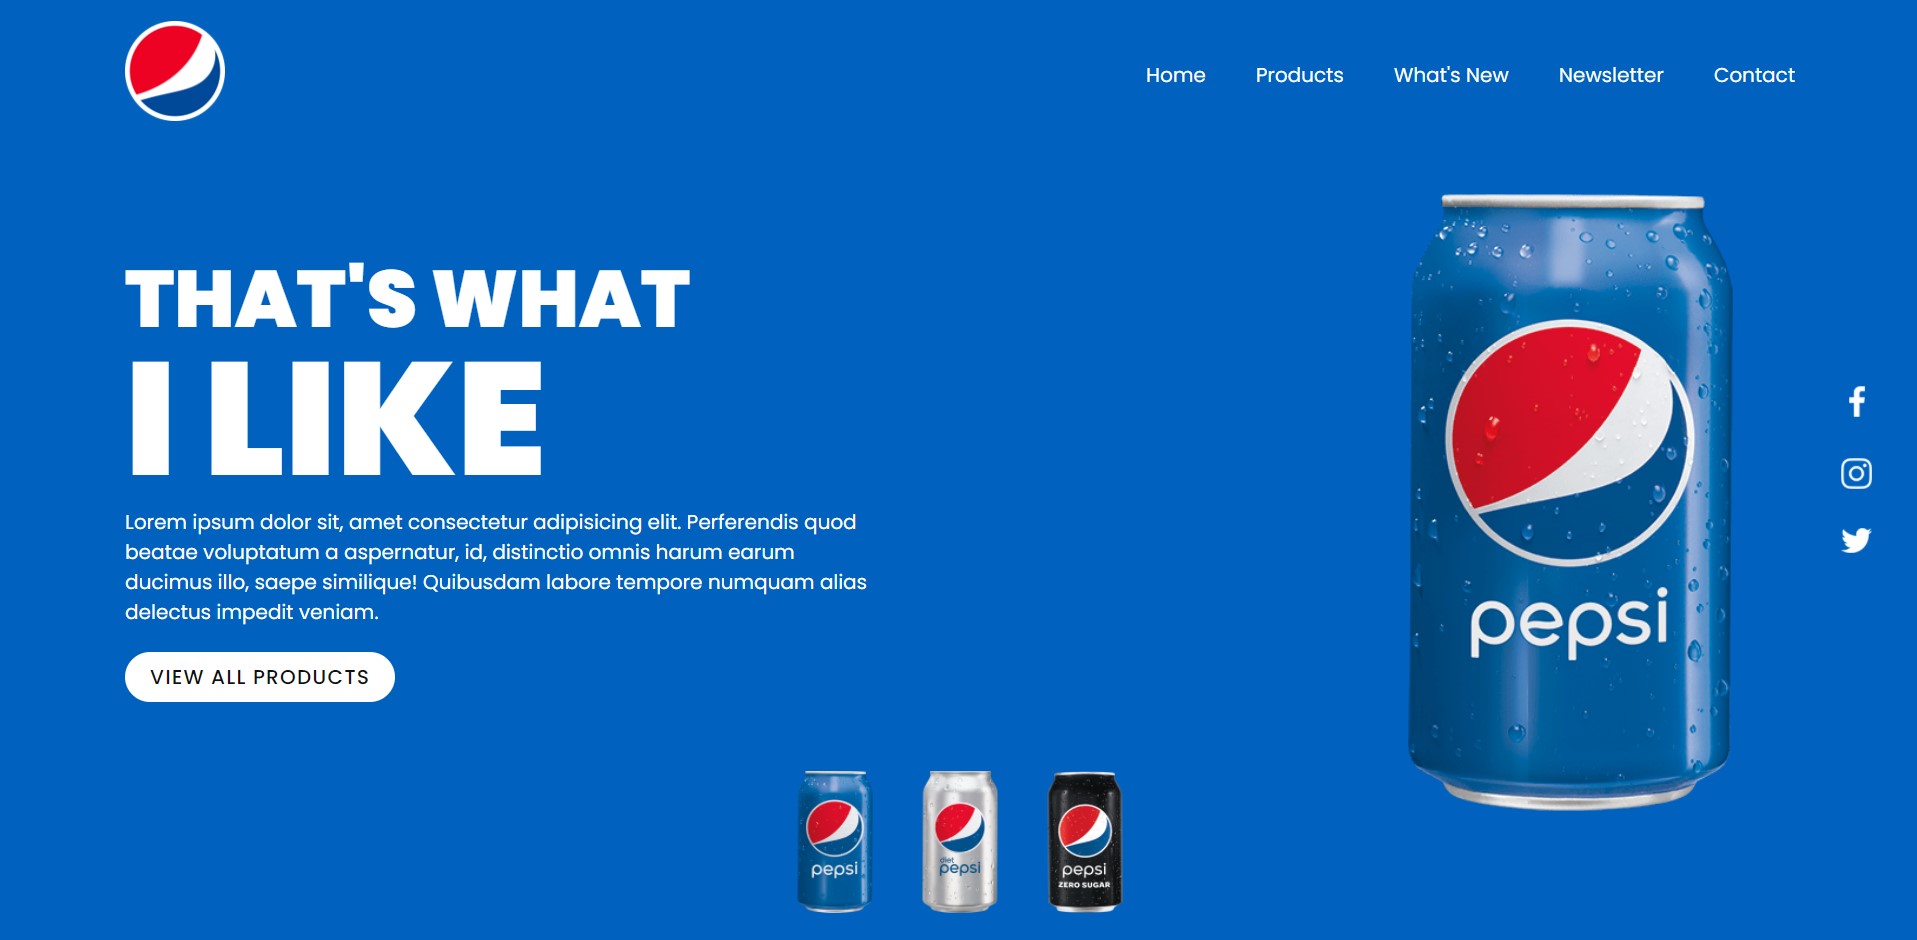 Home Products What's New Newsletter Contact
THAT'S WHAT
I LIKE
Lorem ipsum dolor sit, amet consectetur adipisicing elit. Perferendis quod
beatae voluptatum a aspernatur, id, distinctio omnis harum earum
ducimus illo, saepe similique! Quibusdam labore tempore numquam alias
delectus impedit veniam.
VIEW ALL PRODUCTS
pepsi
pepsi
diet
pepsi
pepsi
ZERO SUGAR